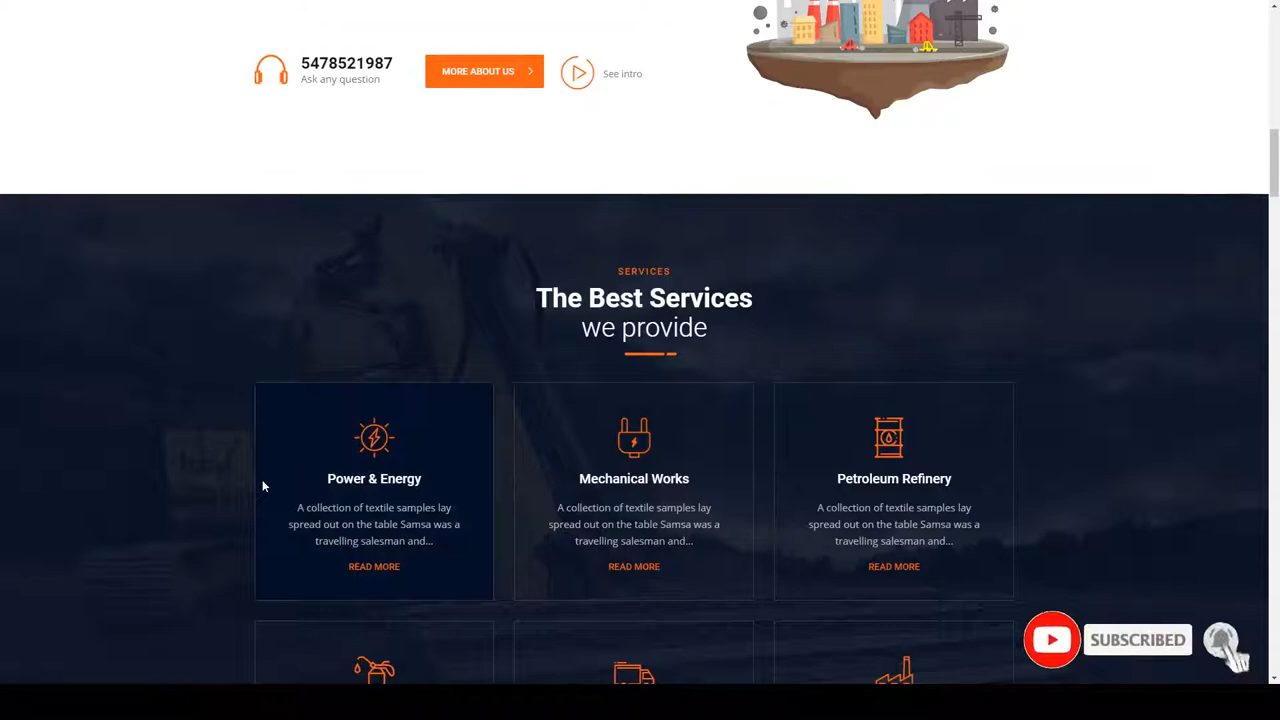 5478521987
Ask any question
MORE ABOUT US
See intro
SERVICES
The Best Services
we provide
Power & Energy
A collection of textile samples lay
spread out on the table Samsa was a
travelling salesman and...
READ MORE
Mechanical Works
A collection of textile samples lay
spread out on the table Samsa was a
travelling salesman and...
READ MORE
Petroleum Refinery
A collection of textile samples lay
spread out on the table Samsa was a
travelling salesman and...
READ MORE
SUBSCRIBED